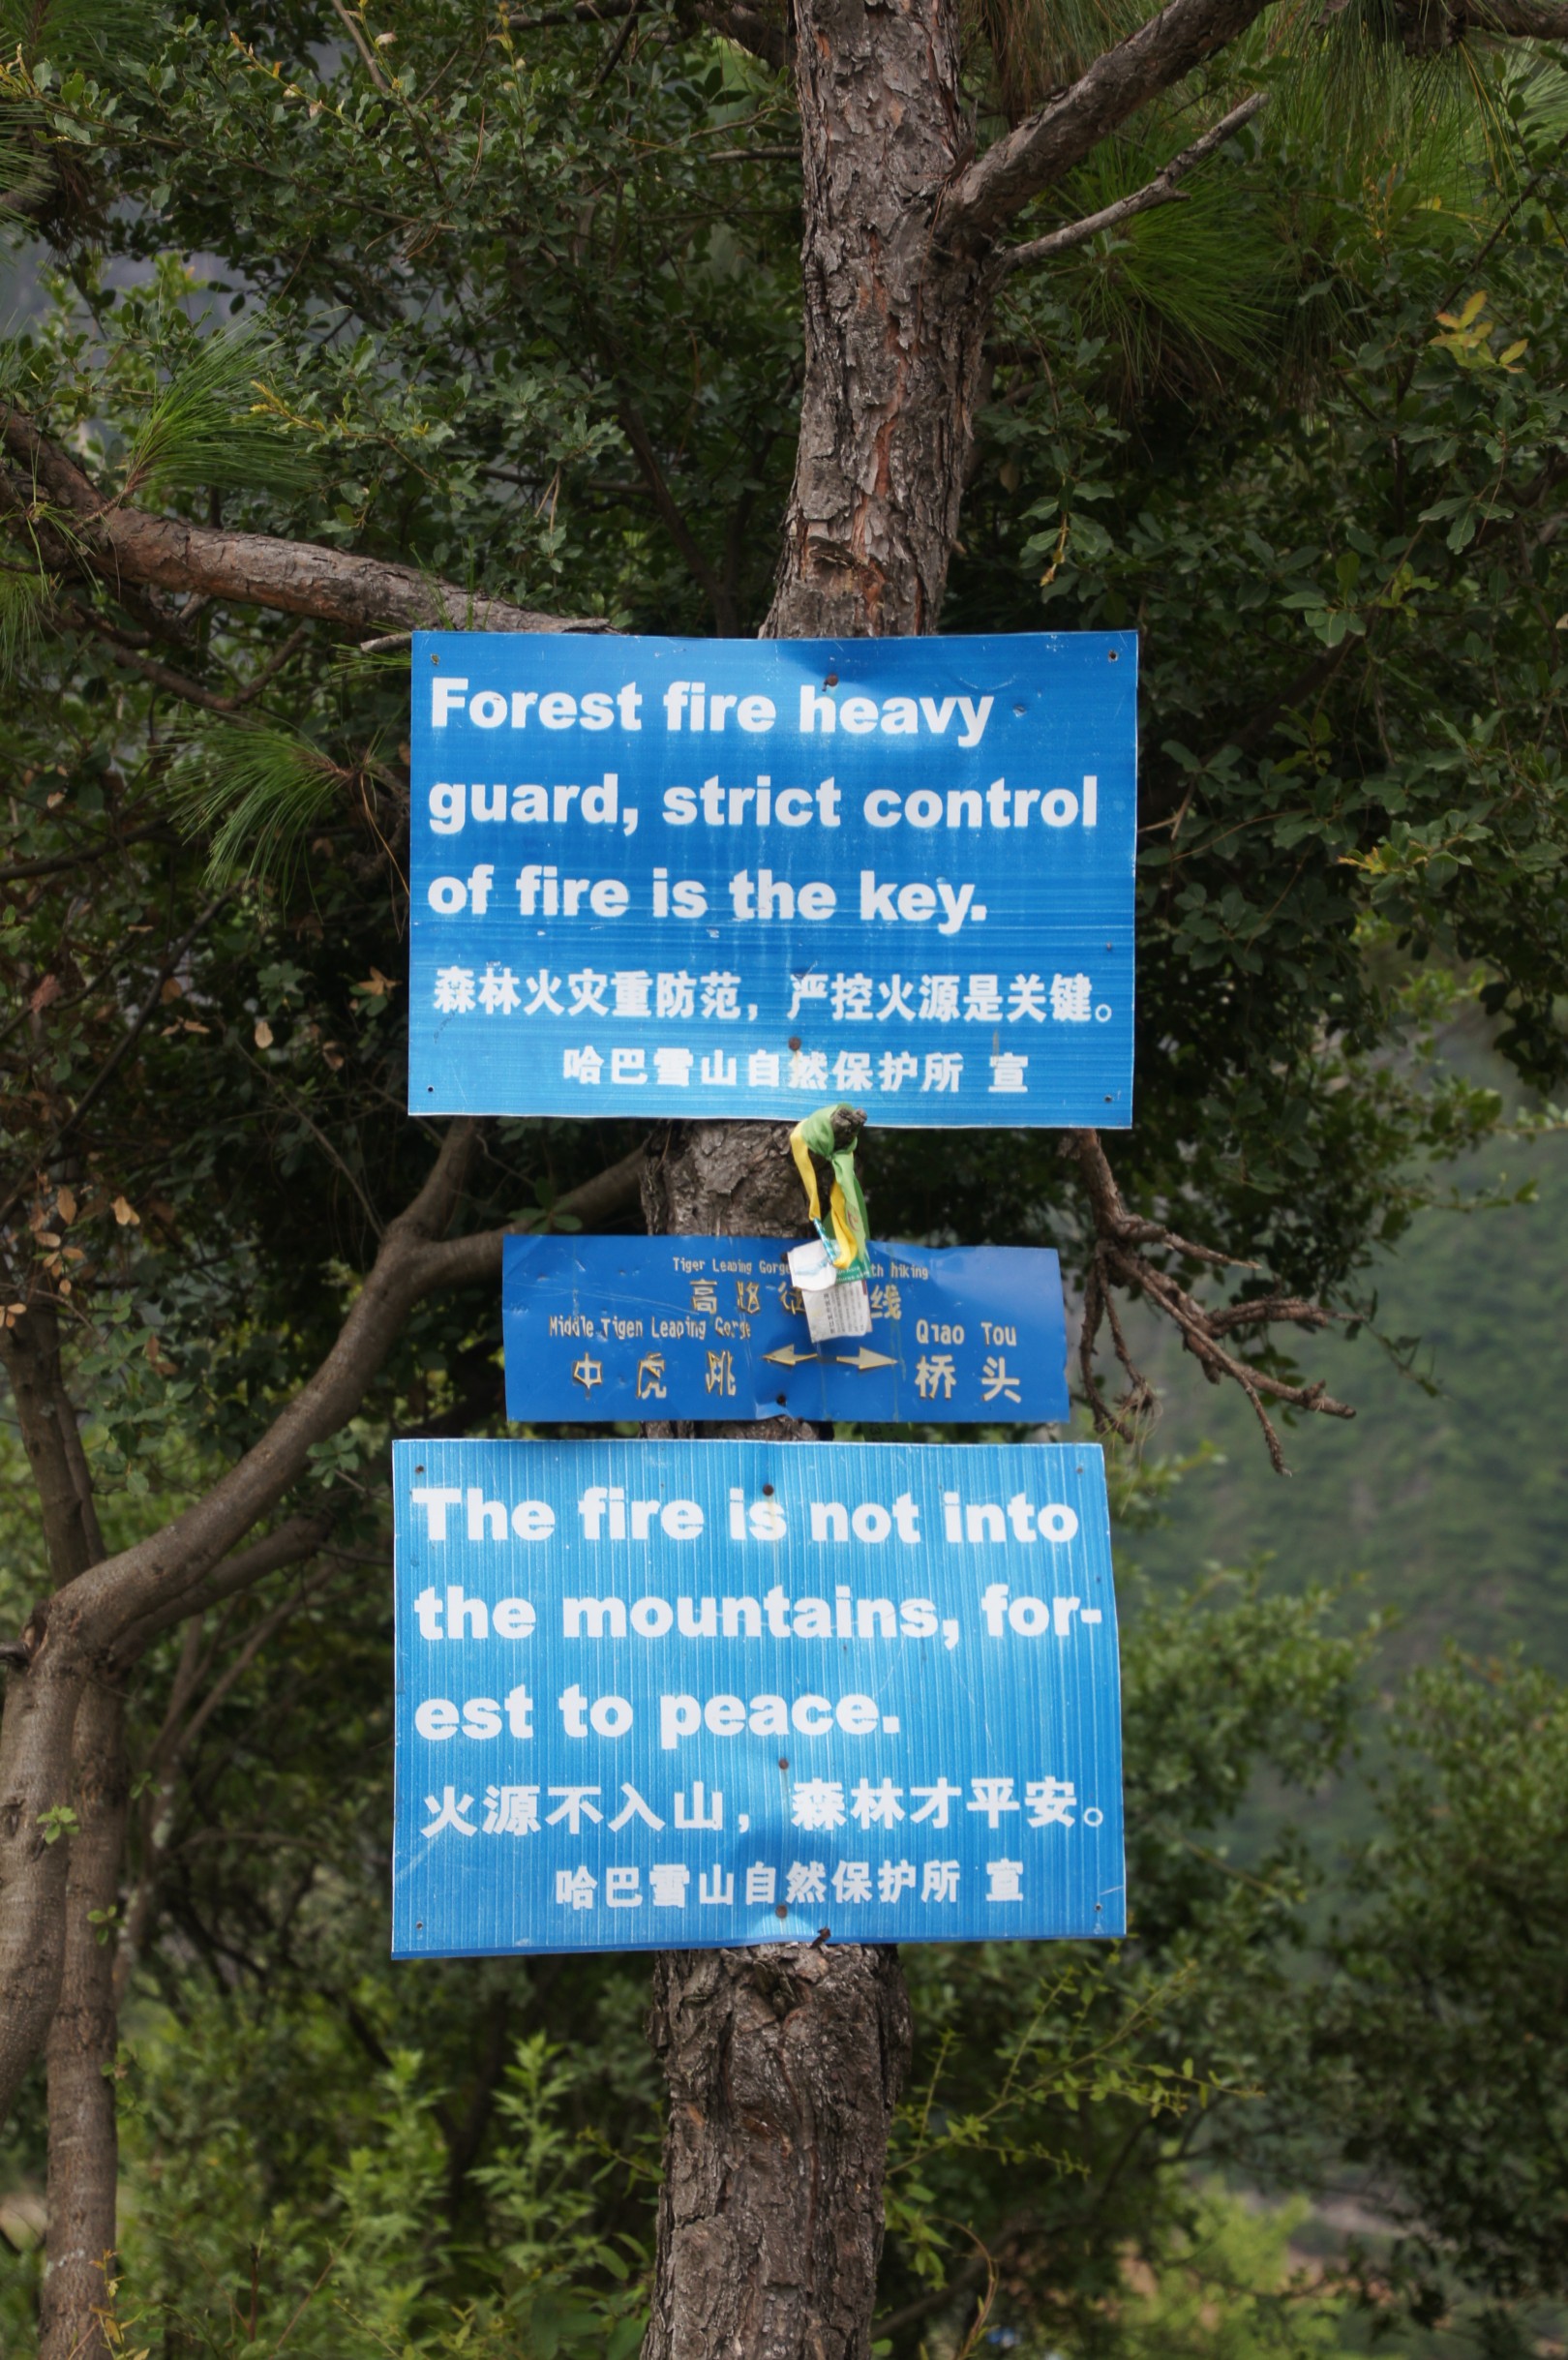 Forest fire heavy
guard, strict control
of fire is the key.
森林火灾重防范，严控火源是关键。
哈巴雪山自然保护所 宣
Tiger Leaping Gorge hiking
高路 线
Middle Tigen Leaping Gorge
Qiao Tou
中虎跳
桥头
The fire is not into
the mountains, for-
est to peace.
火源不入山，森林才平安。
哈巴雪山自然保护所 宣